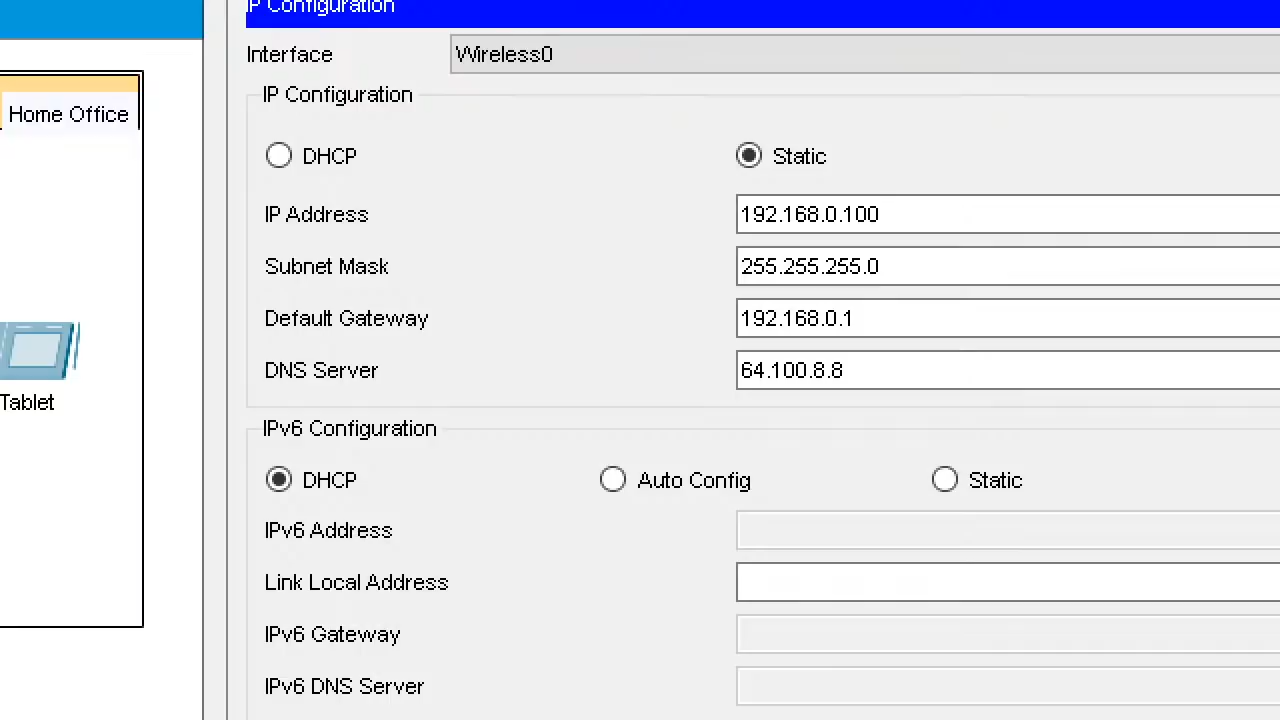 IP Configuration
Interface
Wireless0
IP Configuration
Home Office
DHCP
Static
IP Address
192.168.0.100
Subnet Mask
255.255.255.0
Default Gateway
192.168.0.1
DNS Server
64.100.8.8
Tablet
IPv6 Configuration
DHCP
Auto Config
Static
IPv6 Address
Link Local Address
IPv6 Gateway
IPv6 DNS Server